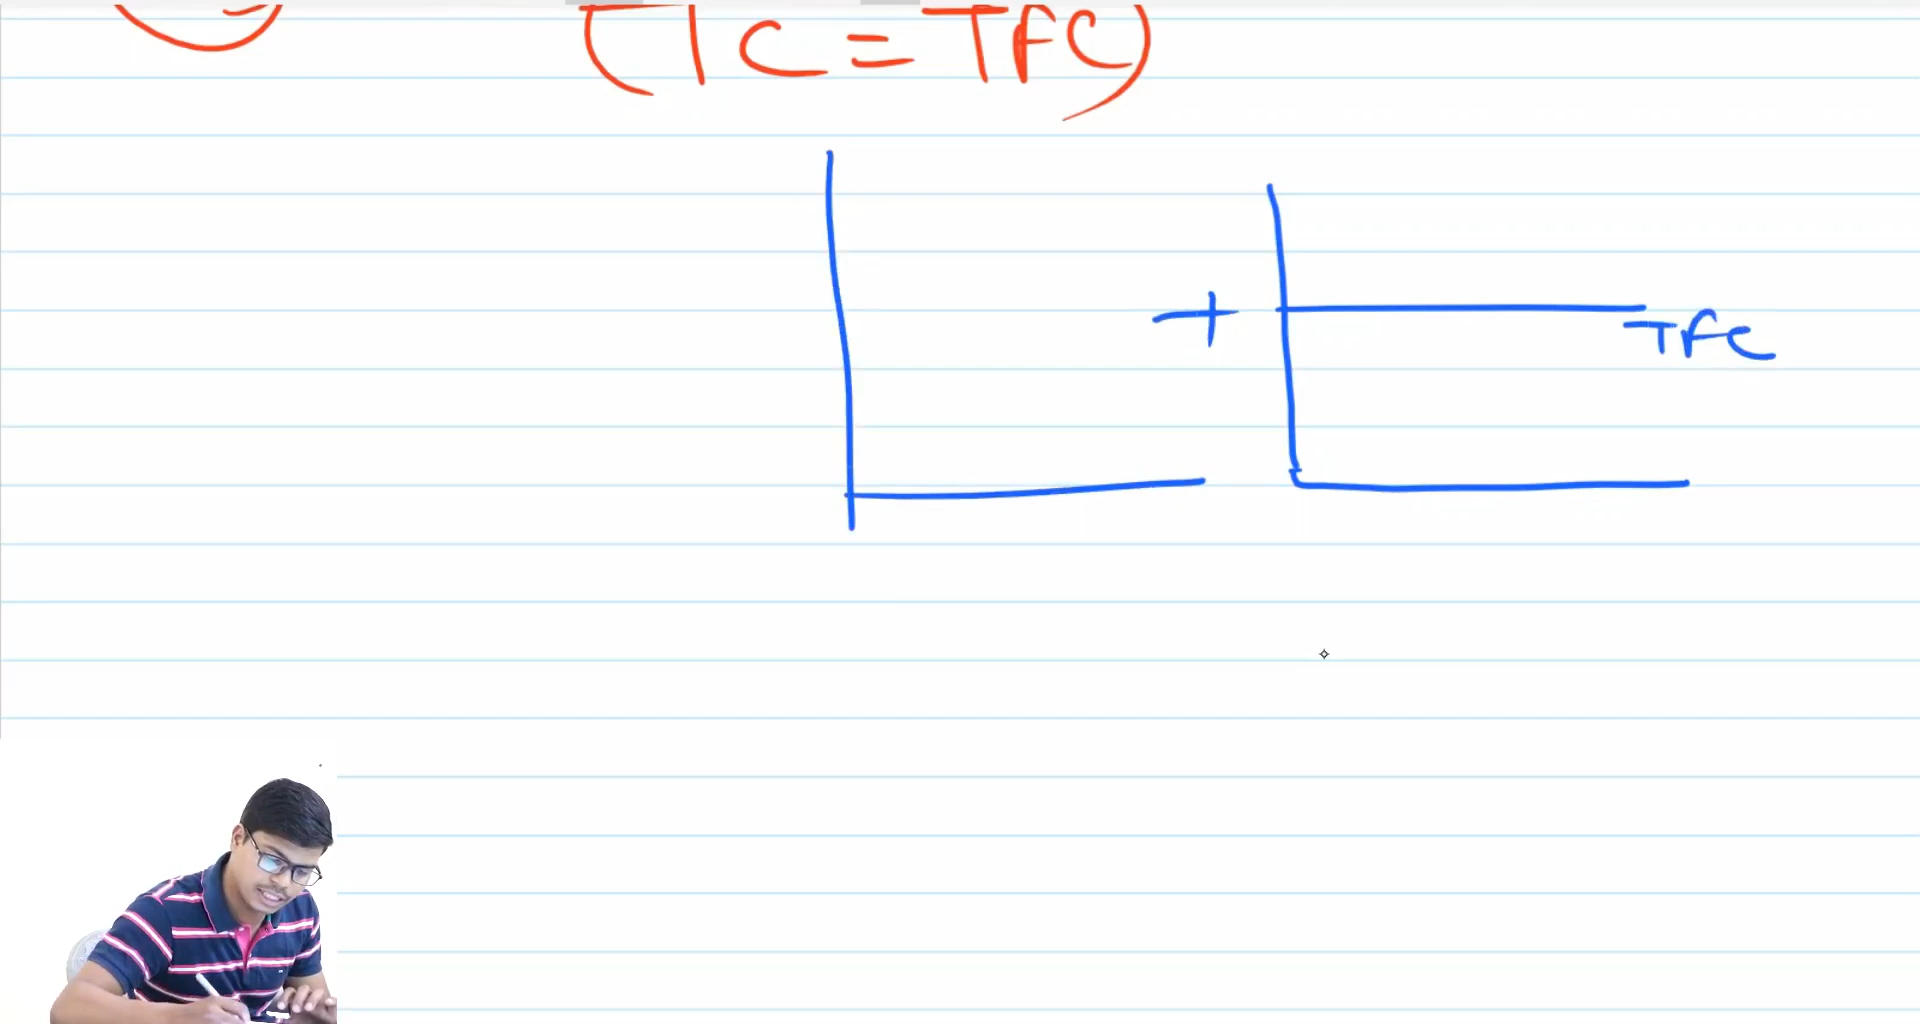 (TC = TFC)
+
TFC